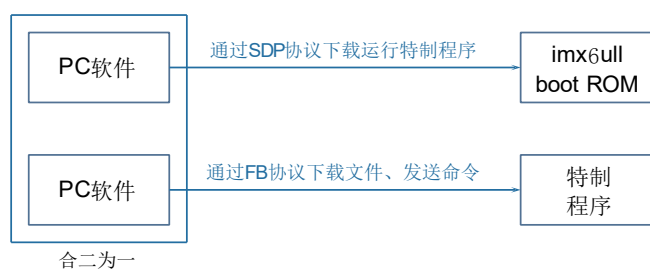 PC软件
通过SDP协议下载运行特制程序
imx6ull
boot ROM
PC软件
通过FB协议下载文件、发送命令
特制
程序
合二为一